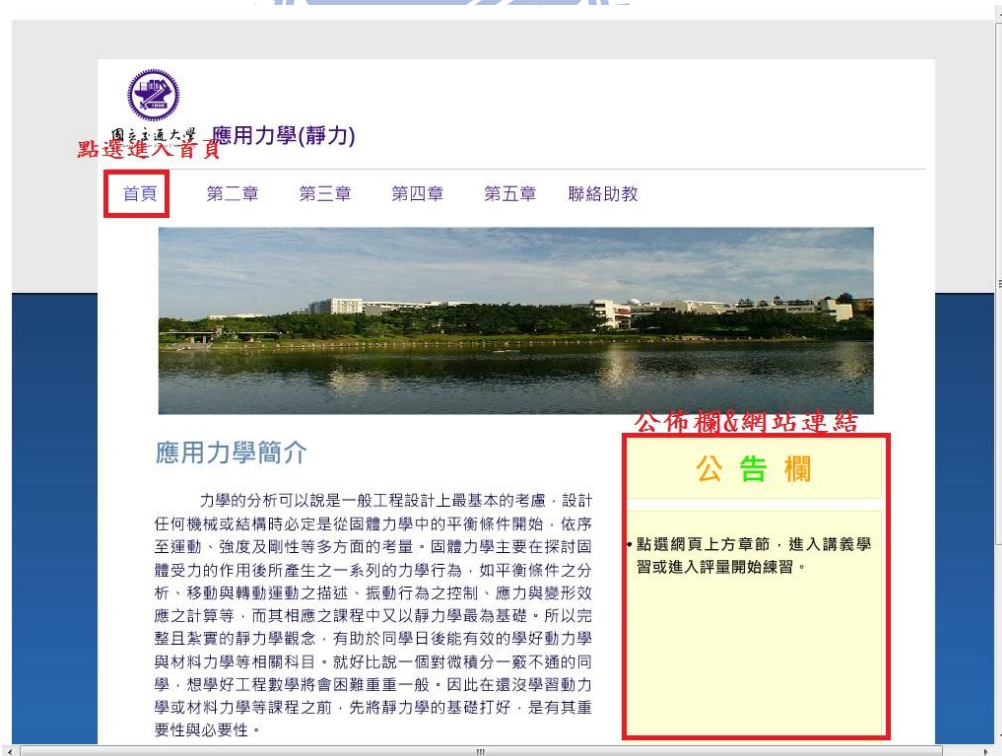 國立交通大學 應用力學(靜力)
點選進入首頁
首頁 第二章 第三章 第四章 第五章 聯絡助教
公佈欄&網站連結
應用力學簡介
力學的分析可以說是一般工程設計上最基本的考慮，設計
任何機械或結構時必定是從固體力學中的平衡條件開始，依序
至運動、強度及剛性等多方面的考量。固體力學主要在探討固
體受力的作用後所產生之一系列的力學行為，如平衡條件之分
析、移動與轉動運動之描述、振動行為之控制、應力與變形效
應之計算等，而其相應之課程中又以靜力學最為基礎。所以完
整且紮實的靜力學觀念，有助於同學日後能有效的學好動力學
與材料力學等相關科目。就好比說一個對微積分一竅不通的同
學，想學好工程數學將會困難重重一般。因此在還沒學習動力
學或材料力學等課程之前，先將靜力學的基礎打好，是有其重
要性與必要性。
公 告 欄
•點選網頁上方章節，進入講義學
習或進入評量開始練習。